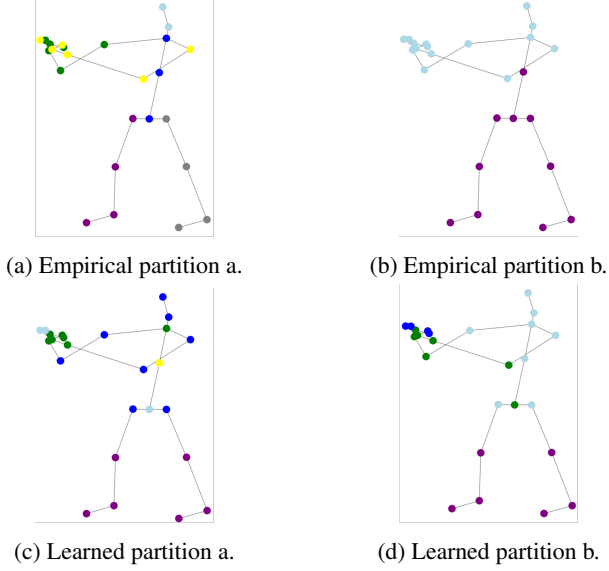 (a) Empirical partition a.
(b) Empirical partition b.
(c) Learned partition a.
(d) Learned partition b.